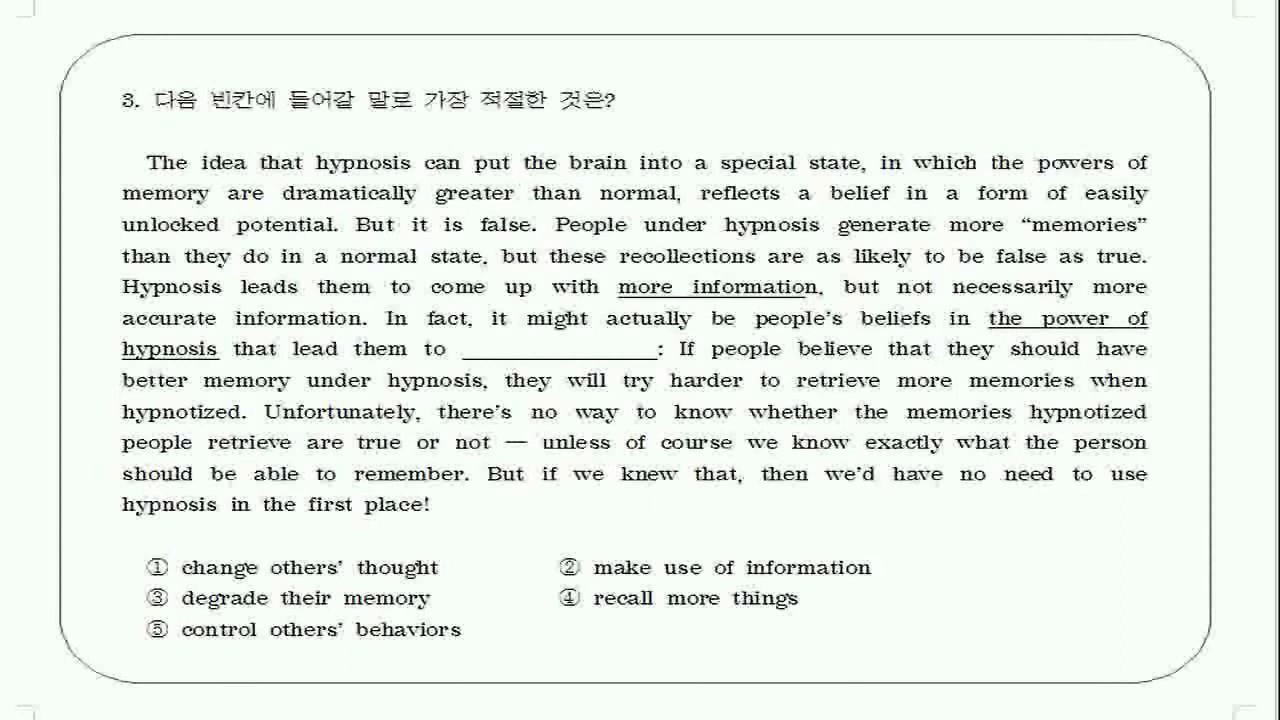 3. 다음 빈칸에 들어갈 말로 가장 적절한 것은?
The idea that hypnosis can put the brain into a special state, in which the powers of
memory are dramatically greater than normal, reflects a belief in a form of easily
unlocked potential. But it is false. People under hypnosis generate more “memories”
than they do in a normal state, but these recollections are as likely to be false as true.
Hypnosis leads them to come up with more information, but not necessarily more
accurate information. In fact, it might actually be people’s beliefs in the power of
hypnosis that lead them to ________________: If people believe that they should have
better memory under hypnosis, they will try harder to retrieve more memories when
hypnotized. Unfortunately, there’s no way to know whether the memories hypnotized
people retrieve are true or not — unless of course we know exactly what the person
should be able to remember. But if we knew that, then we’d have no need to use
hypnosis in the first place!
① change others’ thought ② make use of information
③ degrade their memory ④ recall more things
⑤ control others’ behaviors